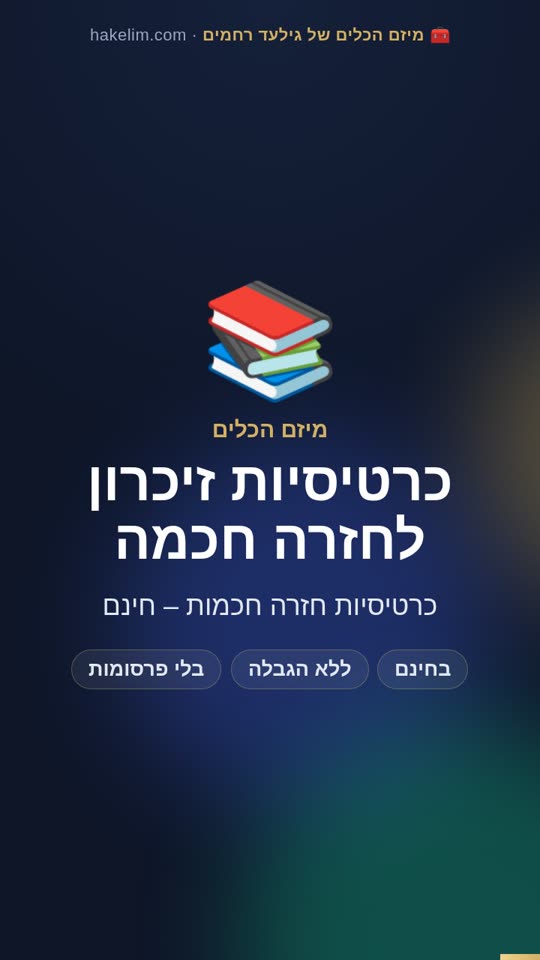 🧰 מיזם הכלים של גילעד רחמים · hakelim.com
מיזם הכלים
כרטיסיות זיכרון
לחזרה חכמה
כרטיסיות חזרה חכמות – חינם
בחינם
ללא הגבלה
בלי פרסומות